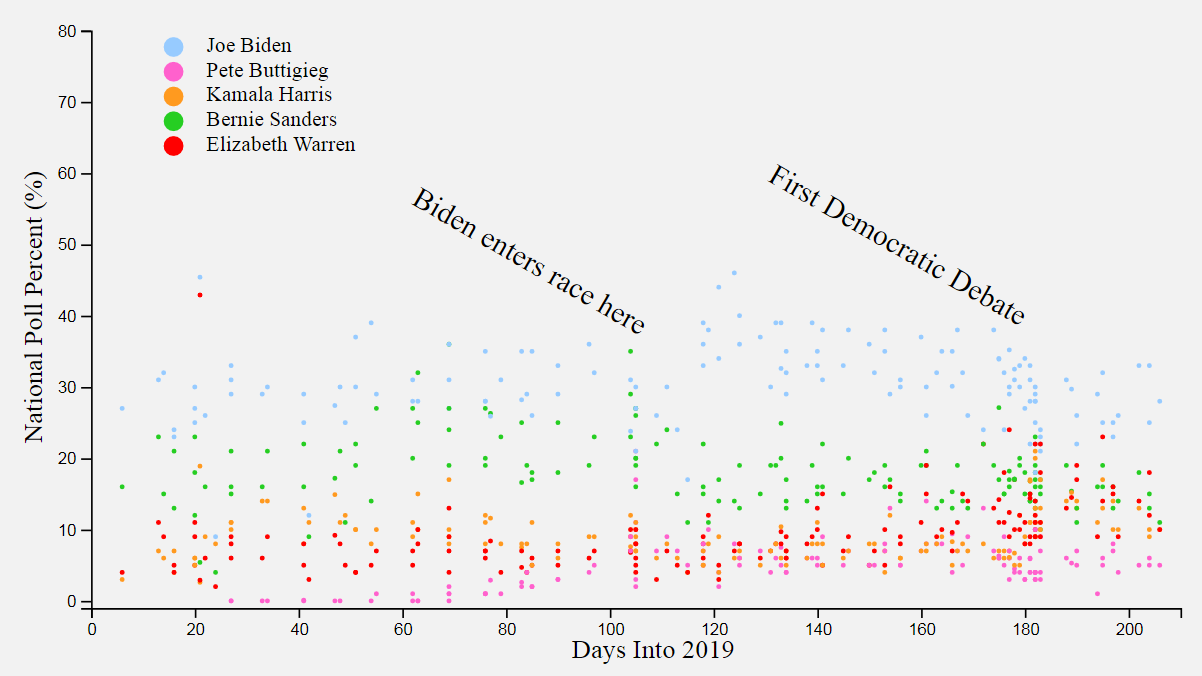 Joe Biden
Pete Buttigieg
Kamala Harris
Bernie Sanders
Elizabeth Warren
Biden enters race here
First Democratic Debate
National Poll Percent (%)
80
70
60
50
40
30
20
10
0
0 20 40 60 80 100 120 140 160 180 200
Days Into 2019